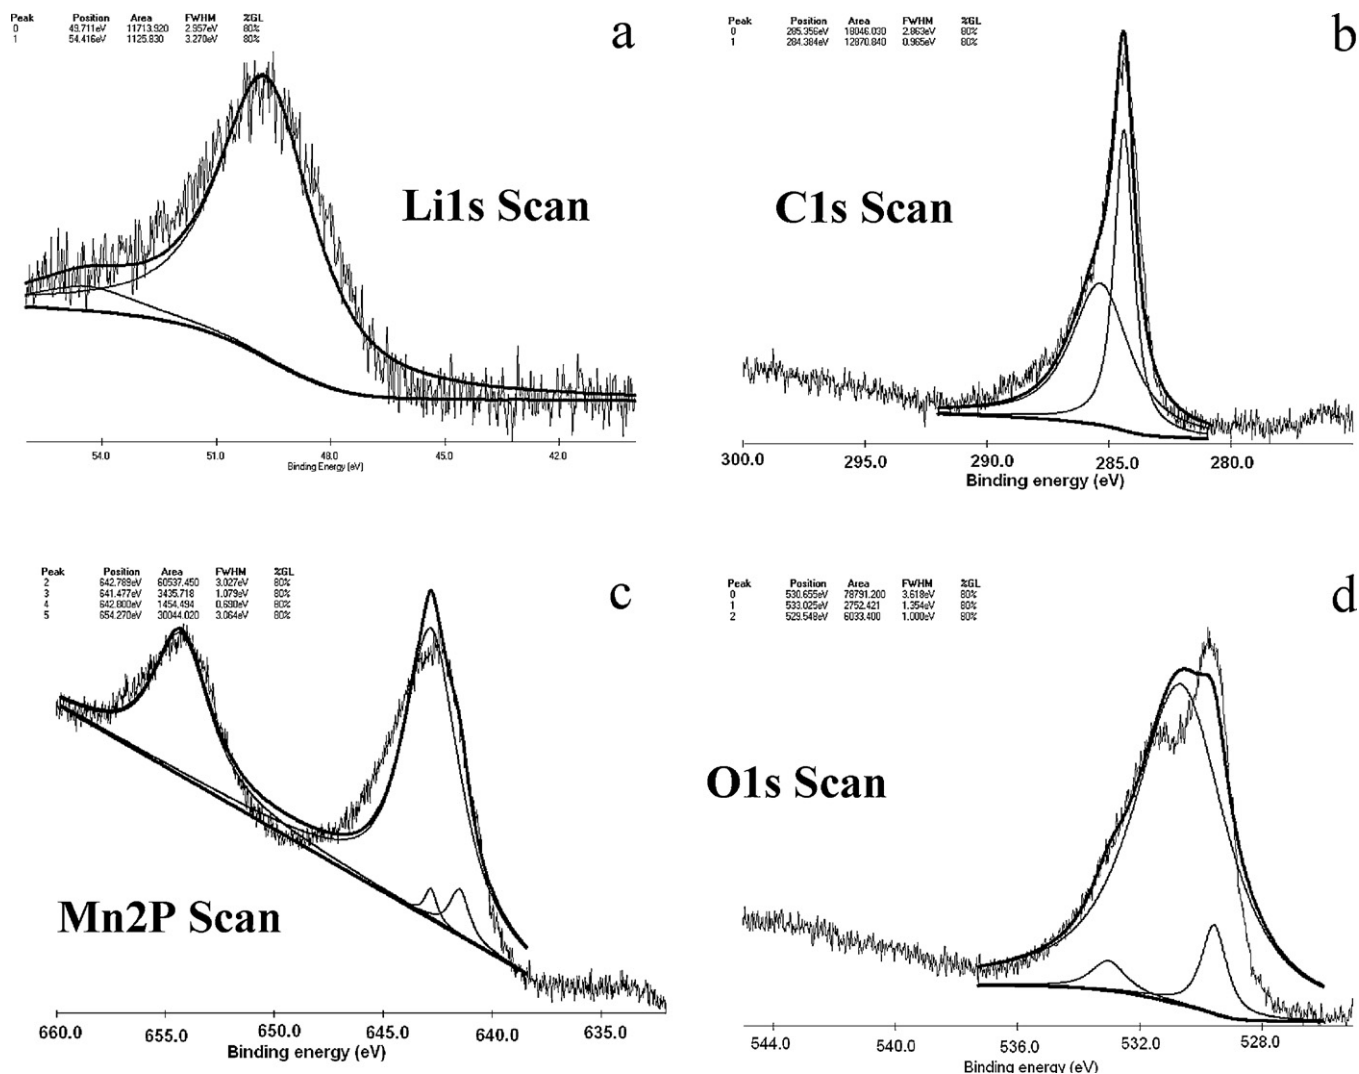 Peak Position Area FWHM %GL
0 49.711eV 11713.920 2.957eV 80%
1 54.416eV 1125.830 3.270eV 80%
a
Li1s Scan
54.0 51.0 48.0 45.0 42.0
Binding Energy (eV)
Peak Position Area FWHM %GL
0 285.356eV 18046.030 2.863eV 80%
1 284.384eV 12870.840 0.965eV 80%
b
C1s Scan
300.0 295.0 290.0 285.0 280.0
Binding energy (eV)
Peak Position Area FWHM %GL
2 642.789eV 60537.450 3.027eV 80%
3 641.477eV 3435.718 1.079eV 80%
4 642.800eV 1454.494 0.690eV 80%
5 654.270eV 30044.020 3.064eV 80%
c
Mn2P Scan
660.0 655.0 650.0 645.0 640.0 635.0
Binding energy (eV)
Peak Position Area FWHM %GL
0 530.655eV 78791.200 3.618eV 80%
1 533.025eV 2752.421 1.354eV 80%
2 529.548eV 6033.400 1.000eV 80%
d
O1s Scan
544.0 540.0 536.0 532.0 528.0
Binding energy (eV)